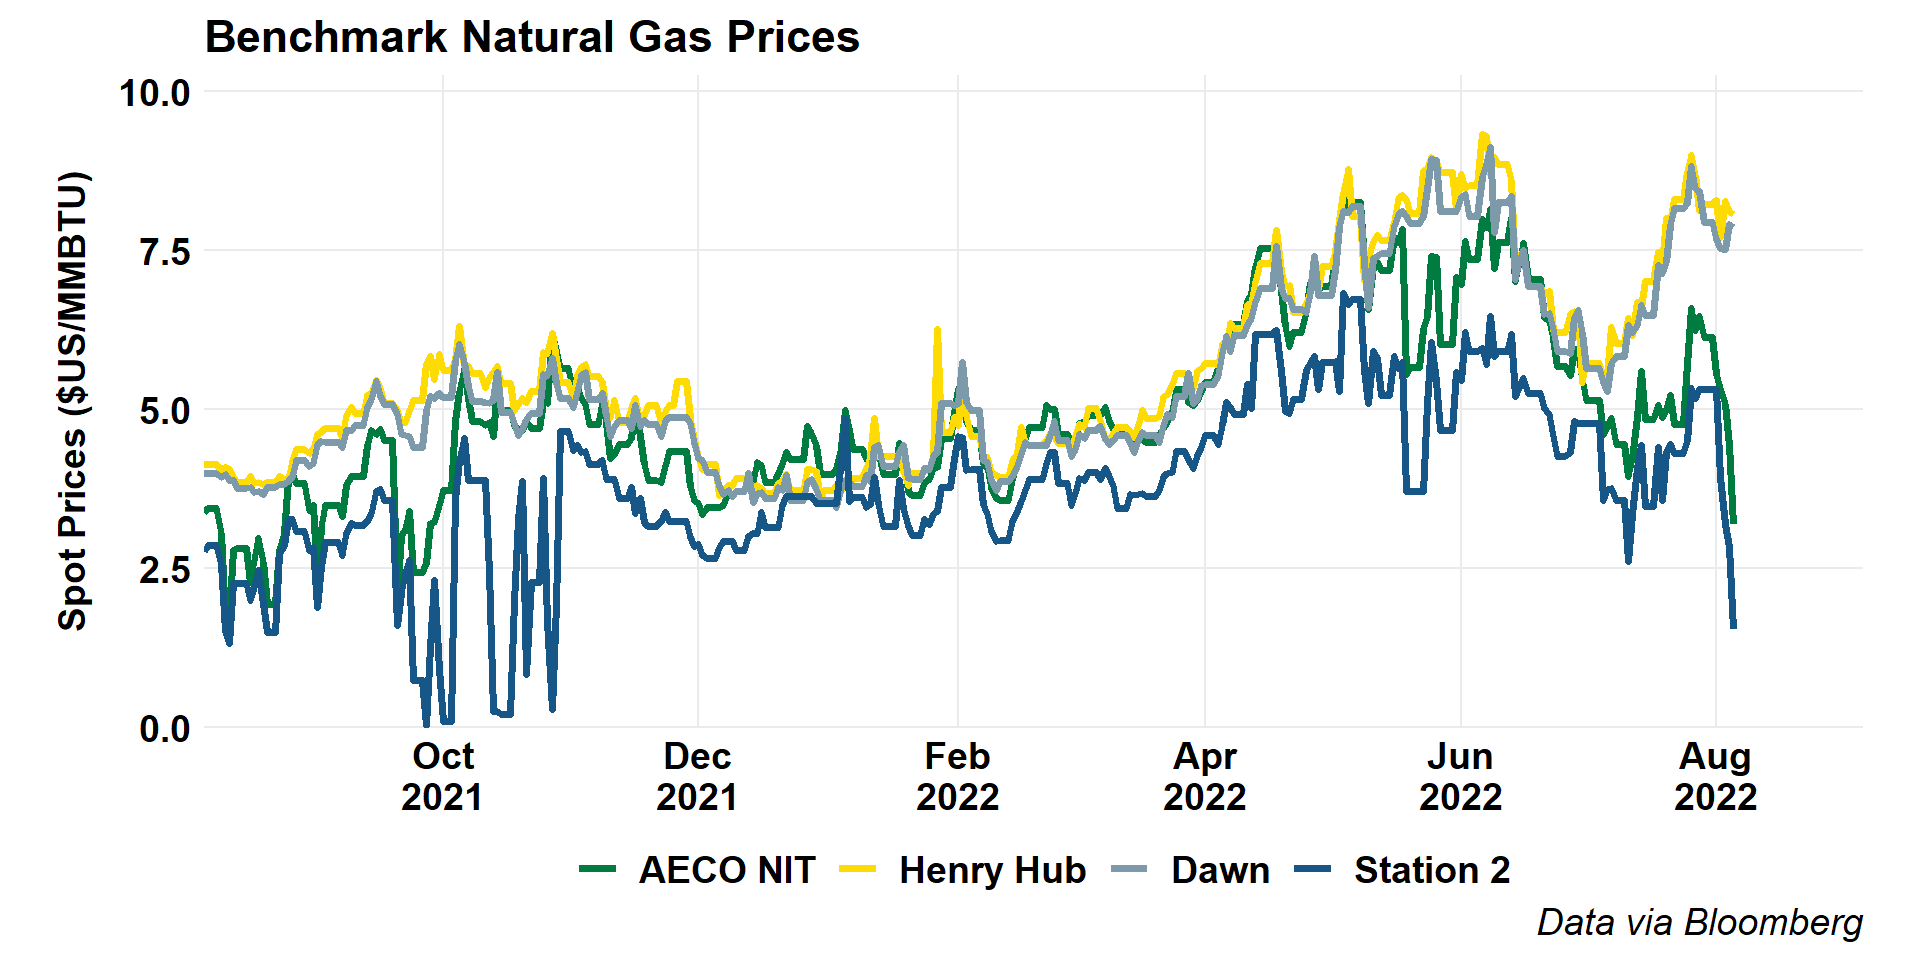 Benchmark Natural Gas Prices
Spot Prices ($US/MMBTU)
10.0
7.5
5.0
2.5
0.0
Oct
2021
Dec
2021
Feb
2022
Apr
2022
Jun
2022
Aug
2022
AECO NIT
Henry Hub
Dawn
Station 2
Data via Bloomberg